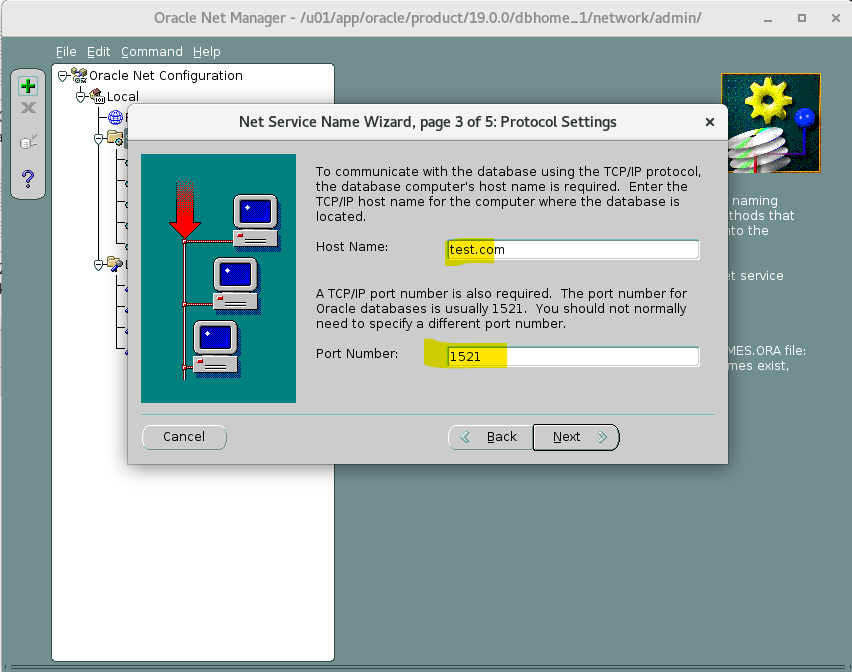 Oracle Net Manager - /u01/app/oracle/product/19.0.0/dbhome_1/network/admin/
File Edit Command Help
Oracle Net Configuration
Local
Net Service Name Wizard, page 3 of 5: Protocol Settings
To communicate with the database using the TCP/IP protocol,
the database computer's host name is required. Enter the
TCP/IP host name for the computer where the database is
located.
Host Name:
test.com
A TCP/IP port number is also required. The port number for
Oracle databases is usually 1521. You should not normally
need to specify a different port number.
Port Number:
1521
Cancel
Back
Next
naming
thods that
nto the
et service
MES.ORA file:
mes exist,